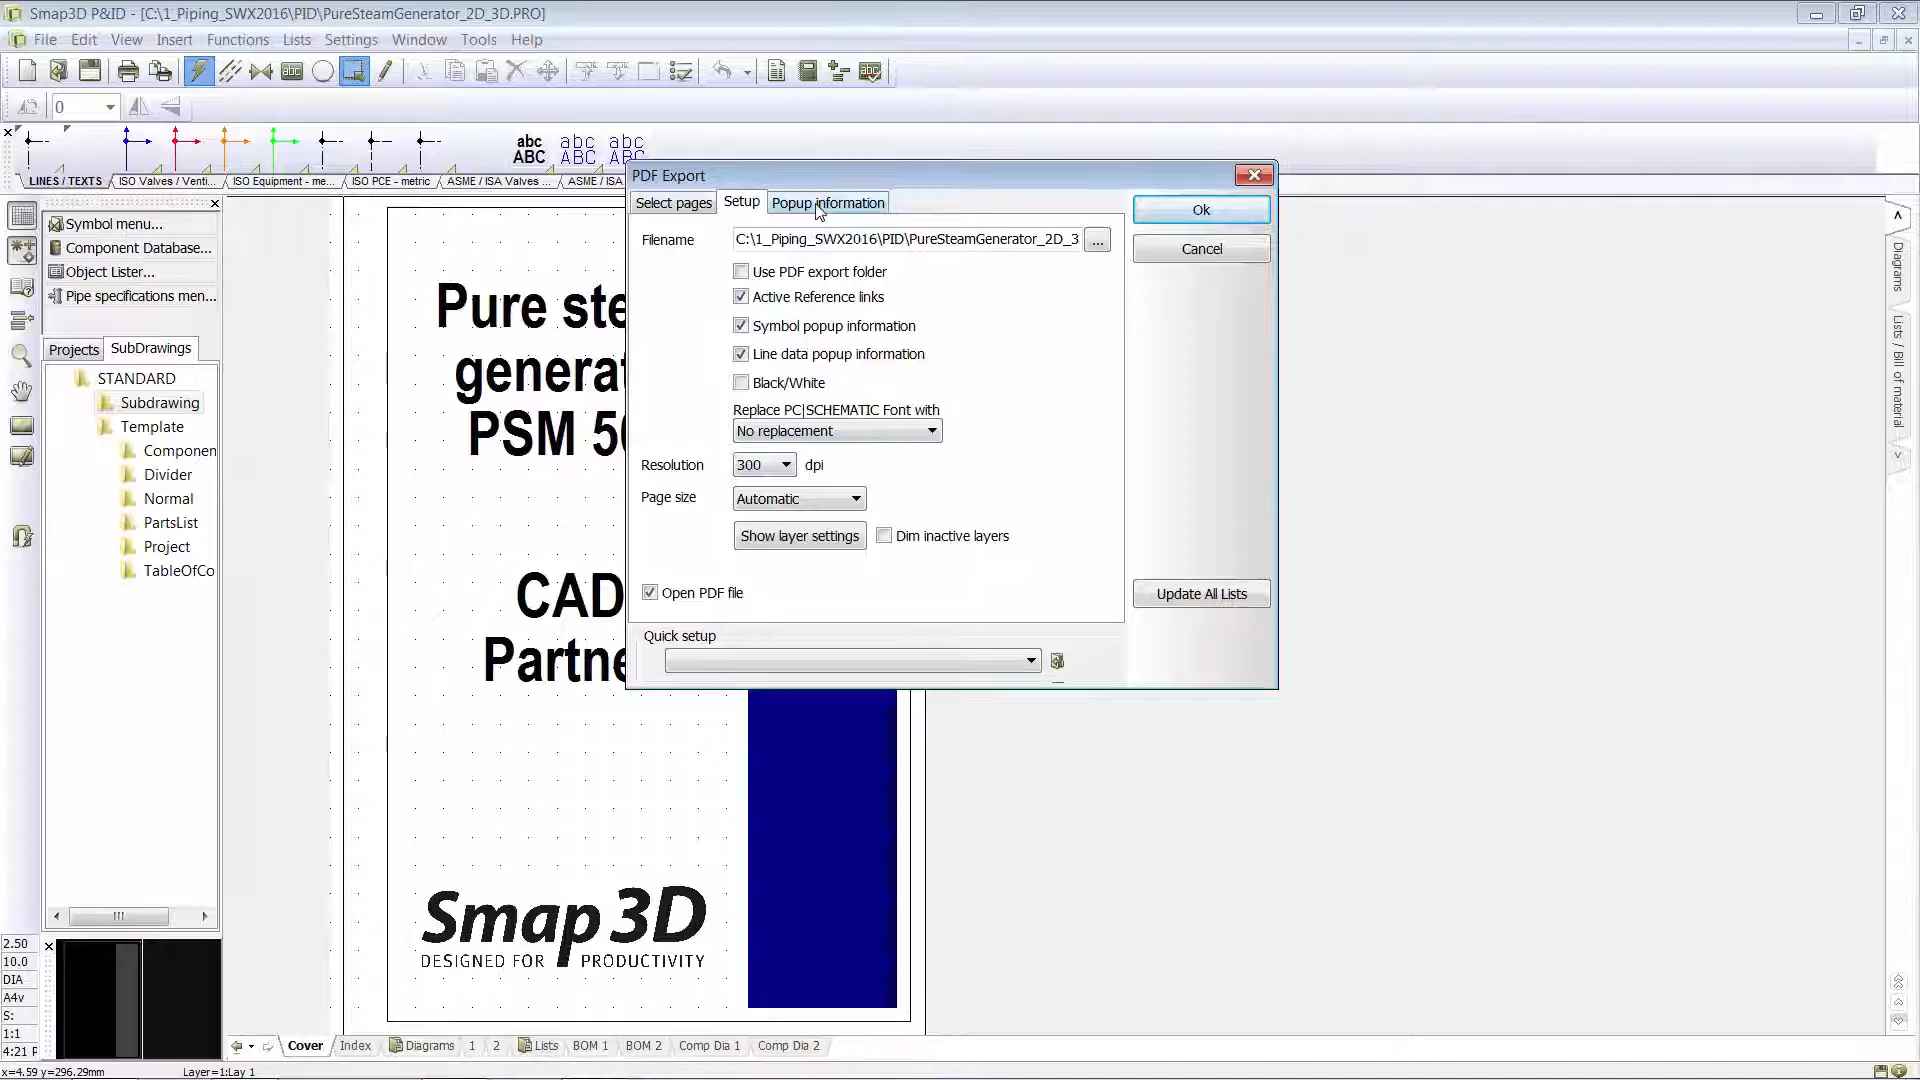 Smap3D P&ID - [C:\1_Piping_SWX2016\PID\PureSteamGenerator_2D_3D.PRO]
File Edit View Insert Functions Lists Settings Window Tools Help
0
abc abc abc
ABC ABC ABC
LINES / TEXTS ISO Valves / Venti... ISO Equipment - me... ISO PCE - metric ASME / ISA Valves ... ASME / ISA
PDF Export
Select pages Setup Popup information
Ok
Cancel
Filename C:\1_Piping_SWX2016\PID\PureSteamGenerator_2D_3 ...
Use PDF export folder
Active Reference links
Symbol popup information
Line data popup information
Black/White
Replace PC|SCHEMATIC Font with
No replacement
Resolution 300 dpi
Page size Automatic
Show layer settings Dim inactive layers
Open PDF file
Update All Lists
Quick setup
Symbol menu...
Component Database...
Object Lister...
Pipe specifications men...
Projects SubDrawings
STANDARD
Subdrawing
Template
Componen
Divider
Normal
PartsList
Project
TableOfCo
Pure ste
genera
PSM 5
CAD
Partne
Smap3D
DESIGNED FOR PRODUCTIVITY
Diagrams
Lists / Bill of material
2.50
10.0
DIA
A4v
S:
1:1
4:21 P
Cover Index Diagrams 1 2 Lists BOM 1 BOM 2 Comp Dia 1 Comp Dia 2
x=4.59 y=296.29mm Layer=1:Lay 1